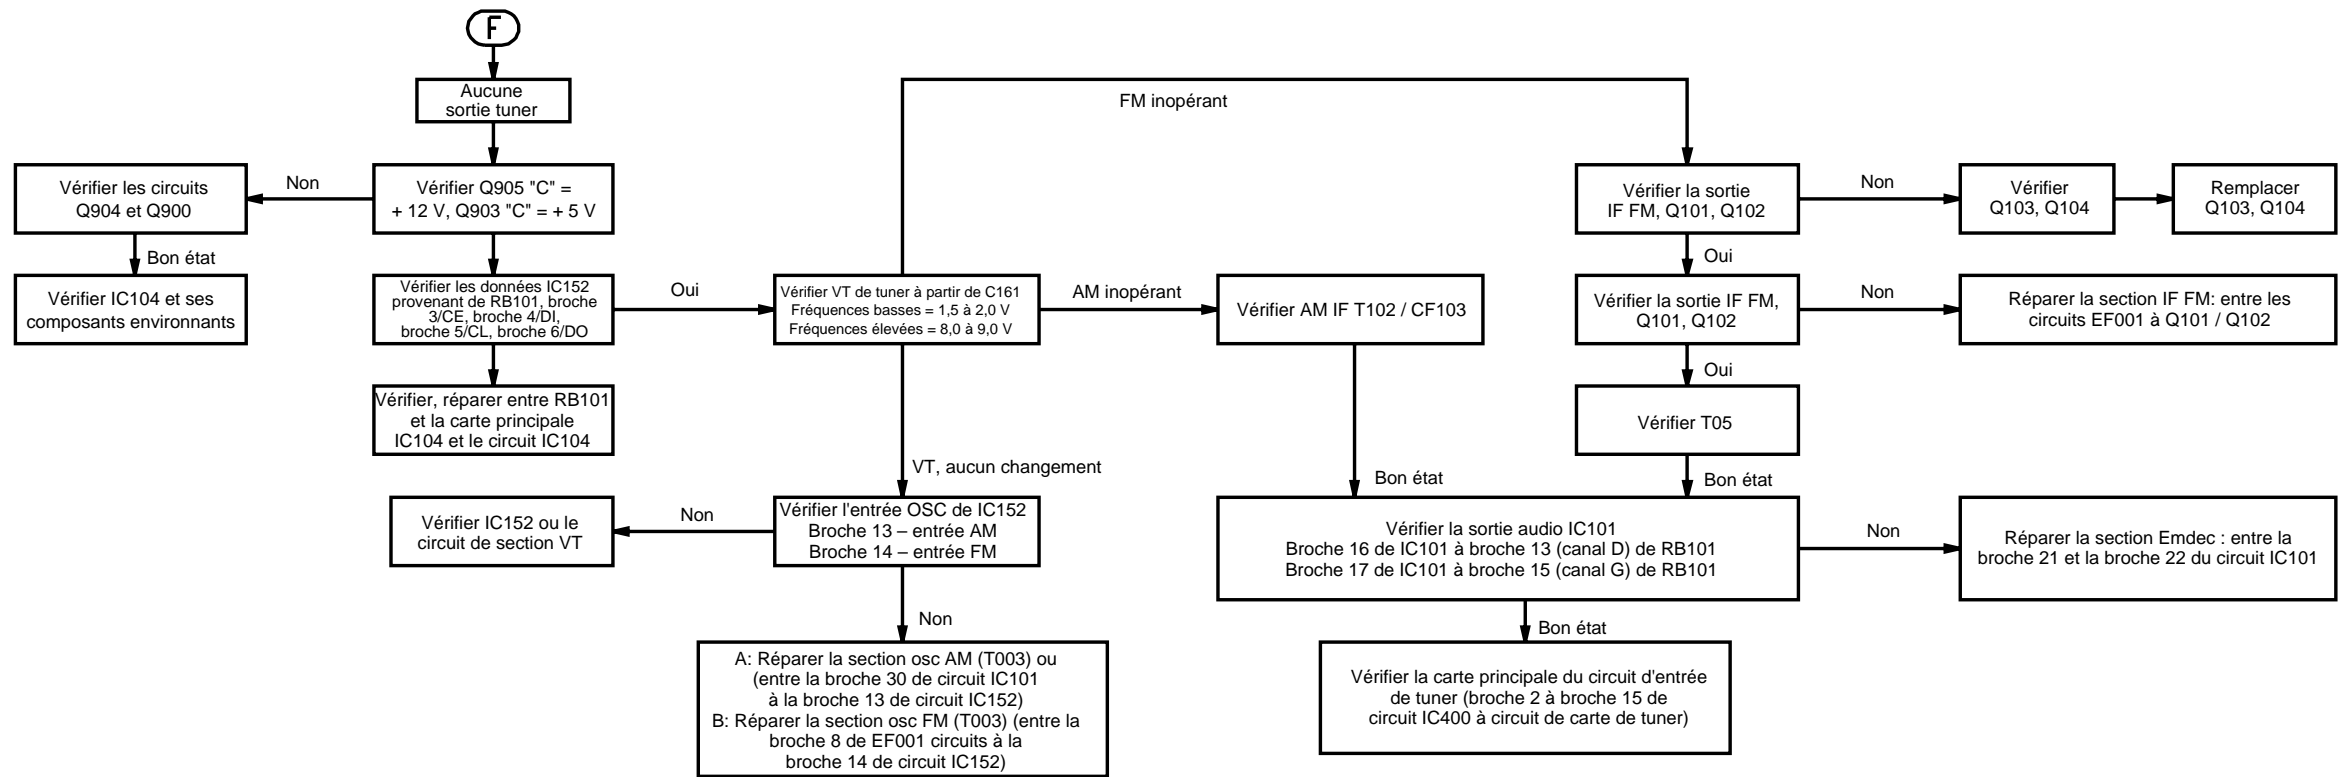 F
Aucune
sortie tuner
FM inopérant
Vérifier les circuits
Q904 et Q900
Non
Vérifier Q905 "C" =
+ 12 V, Q903 "C" = + 5 V
Vérifier la sortie
IF FM, Q101, Q102
Non
Vérifier
Q103, Q104
Remplacer
Q103, Q104
Bon état
Oui
Vérifier IC104 et ses
composants environnants
Vérifier les données IC152
provenant de RB101, broche
3/CE, broche 4/DI,
broche 5/CL, broche 6/DO
Oui
Vérifier VT de tuner à partir de C161
Fréquences basses = 1,5 à 2,0 V
Fréquences élevées = 8,0 à 9,0 V
AM inopérant
Vérifier AM IF T102 / CF103
Vérifier la sortie IF FM,
Q101, Q102
Non
Réparer la section IF FM: entre les
circuits EF001 à Q101 / Q102
Oui
Vérifier, réparer entre RB101
et la carte principale
IC104 et le circuit IC104
Vérifier T05
VT, aucun changement
Bon état
Bon état
Vérifier IC152 ou le
circuit de section VT
Non
Vérifier l'entrée OSC de IC152
Broche 13 – entrée AM
Broche 14 – entrée FM
Vérifier la sortie audio IC101
Broche 16 de IC101 à broche 13 (canal D) de RB101
Broche 17 de IC101 à broche 15 (canal G) de RB101
Non
Réparer la section Emdec : entre la
broche 21 et la broche 22 du circuit IC101
Non
Bon état
A: Réparer la section osc AM (T003) ou
(entre la broche 30 de circuit IC101
à la broche 13 de circuit IC152)
B: Réparer la section osc FM (T003) (entre la
broche 8 de EF001 circuits à la
broche 14 de circuit IC152)
Vérifier la carte principale du circuit d'entrée
de tuner (broche 2 à broche 15 de
circuit IC400 à circuit de carte de tuner)